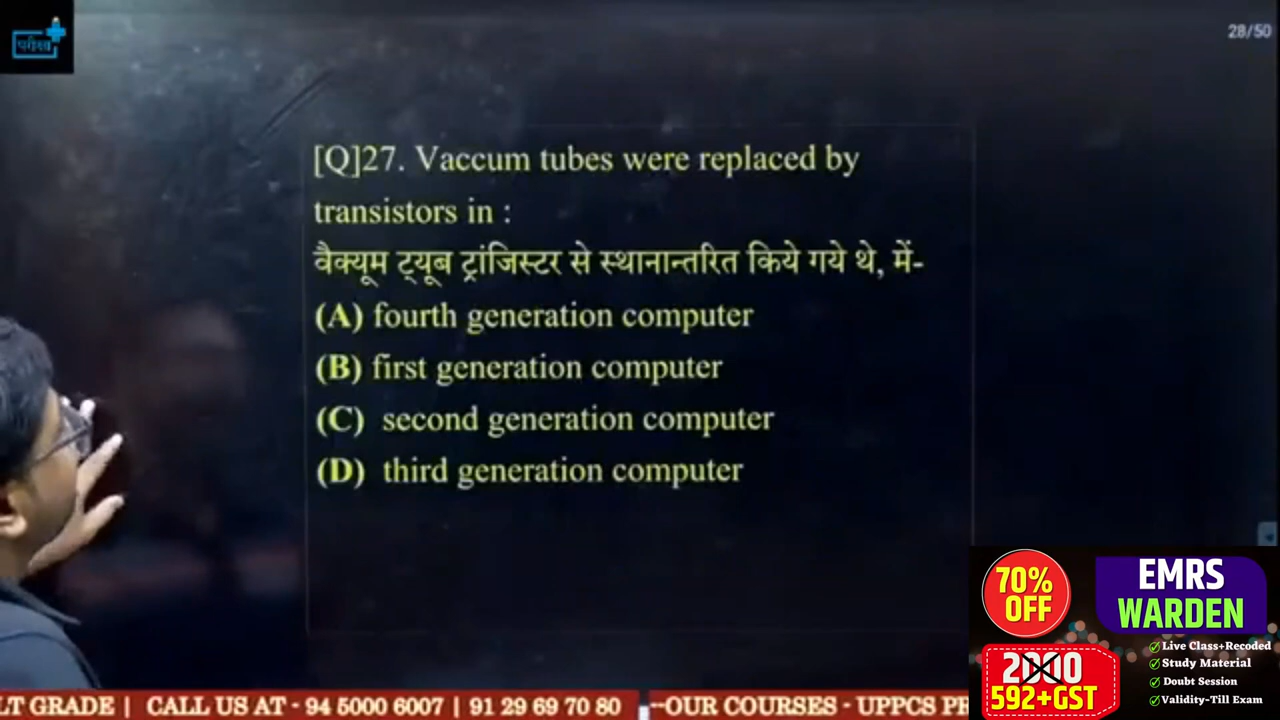 परीक्षा
28/50
[Q]27. Vaccum tubes were replaced by
transistors in :
वैक्यूम ट्यूब ट्रांजिस्टर से स्थानान्तरित किये गये थे, में-
(A) fourth generation computer
(B) first generation computer
(C) second generation computer
(D) third generation computer
70%
OFF
EMRS
WARDEN
2000
592+GST
Live Class+Recoded
Study Material
Doubt Session
Validity-Till Exam
LT GRADE | CALL US AT - 94 50000 6007 | 91 29 69 70 80
--OUR COURSES - UPPCS PR